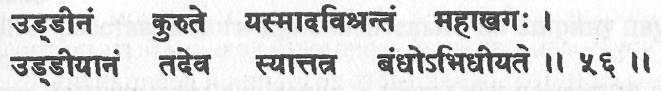 उड्डीनं कुरुते यस्मादविश्रन्तं महाखगः ।
उड्डीयानं तदेव स्यात्तत्र बंधोऽभिधीयते ।। ५६ ।।